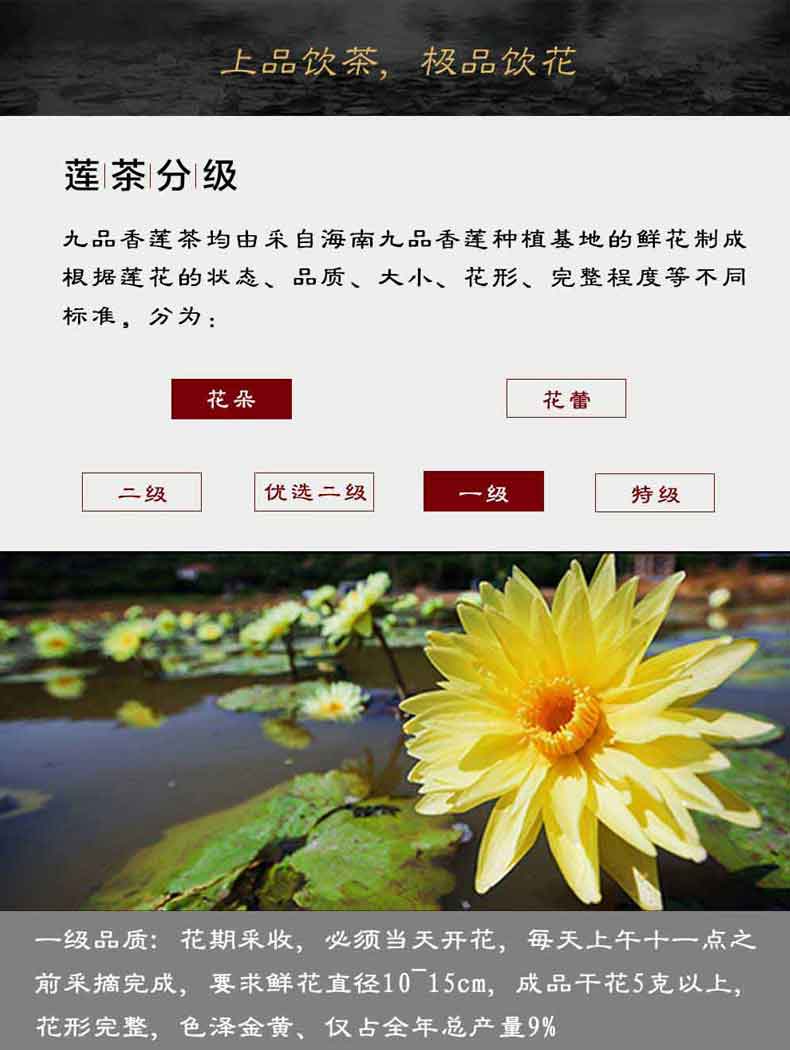 上品饮茶，极品饮花
莲茶分级
九品香莲茶均由采自海南九品香莲种植基地的鲜花制成
根据莲花的状态、品质、大小、花形、完整程度等不同
标准，分为：
花朵 花蕾
二级 优选二级 一级 特级
一级品质：花期采收，必须当天开花，每天上午十一点之
前采摘完成，要求鲜花直径10~15cm，成品干花5克以上，
花形完整，色泽金黄、仅占全年总产量9%